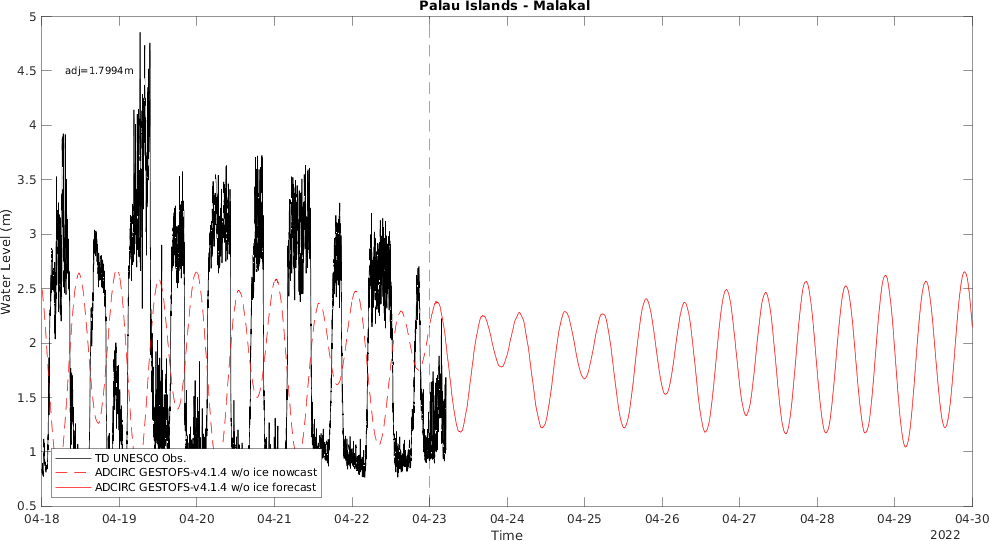 Palau Islands - Malakal
5
4.5
4
3.5
3
2.5
2
1.5
1
0.5
adj=1.7994m
Water Level (m)
TD UNESCO Obs.
ADCIRC GESTOFS-v4.1.4 w/o ice nowcast
ADCIRC GESTOFS-v4.1.4 w/o ice forecast
04-18 04-19 04-20 04-21 04-22 04-23 04-24 04-25 04-26 04-27 04-28 04-29 04-30
Time
2022